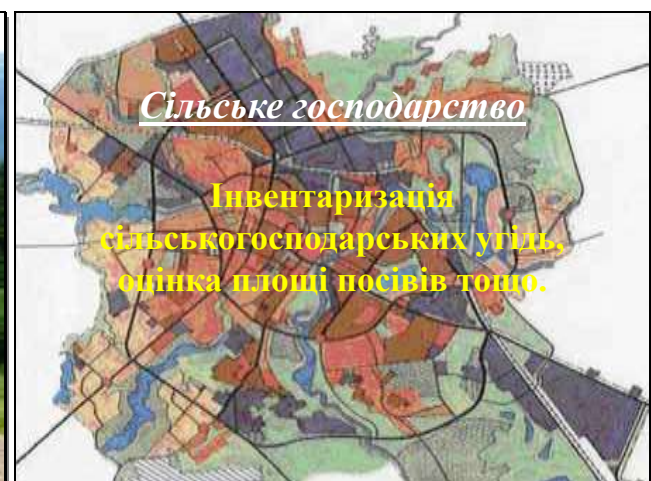 Сільське господарство
Інвентаризація
сільськогосподарських угідь,
оцінка площі посівів тощо.